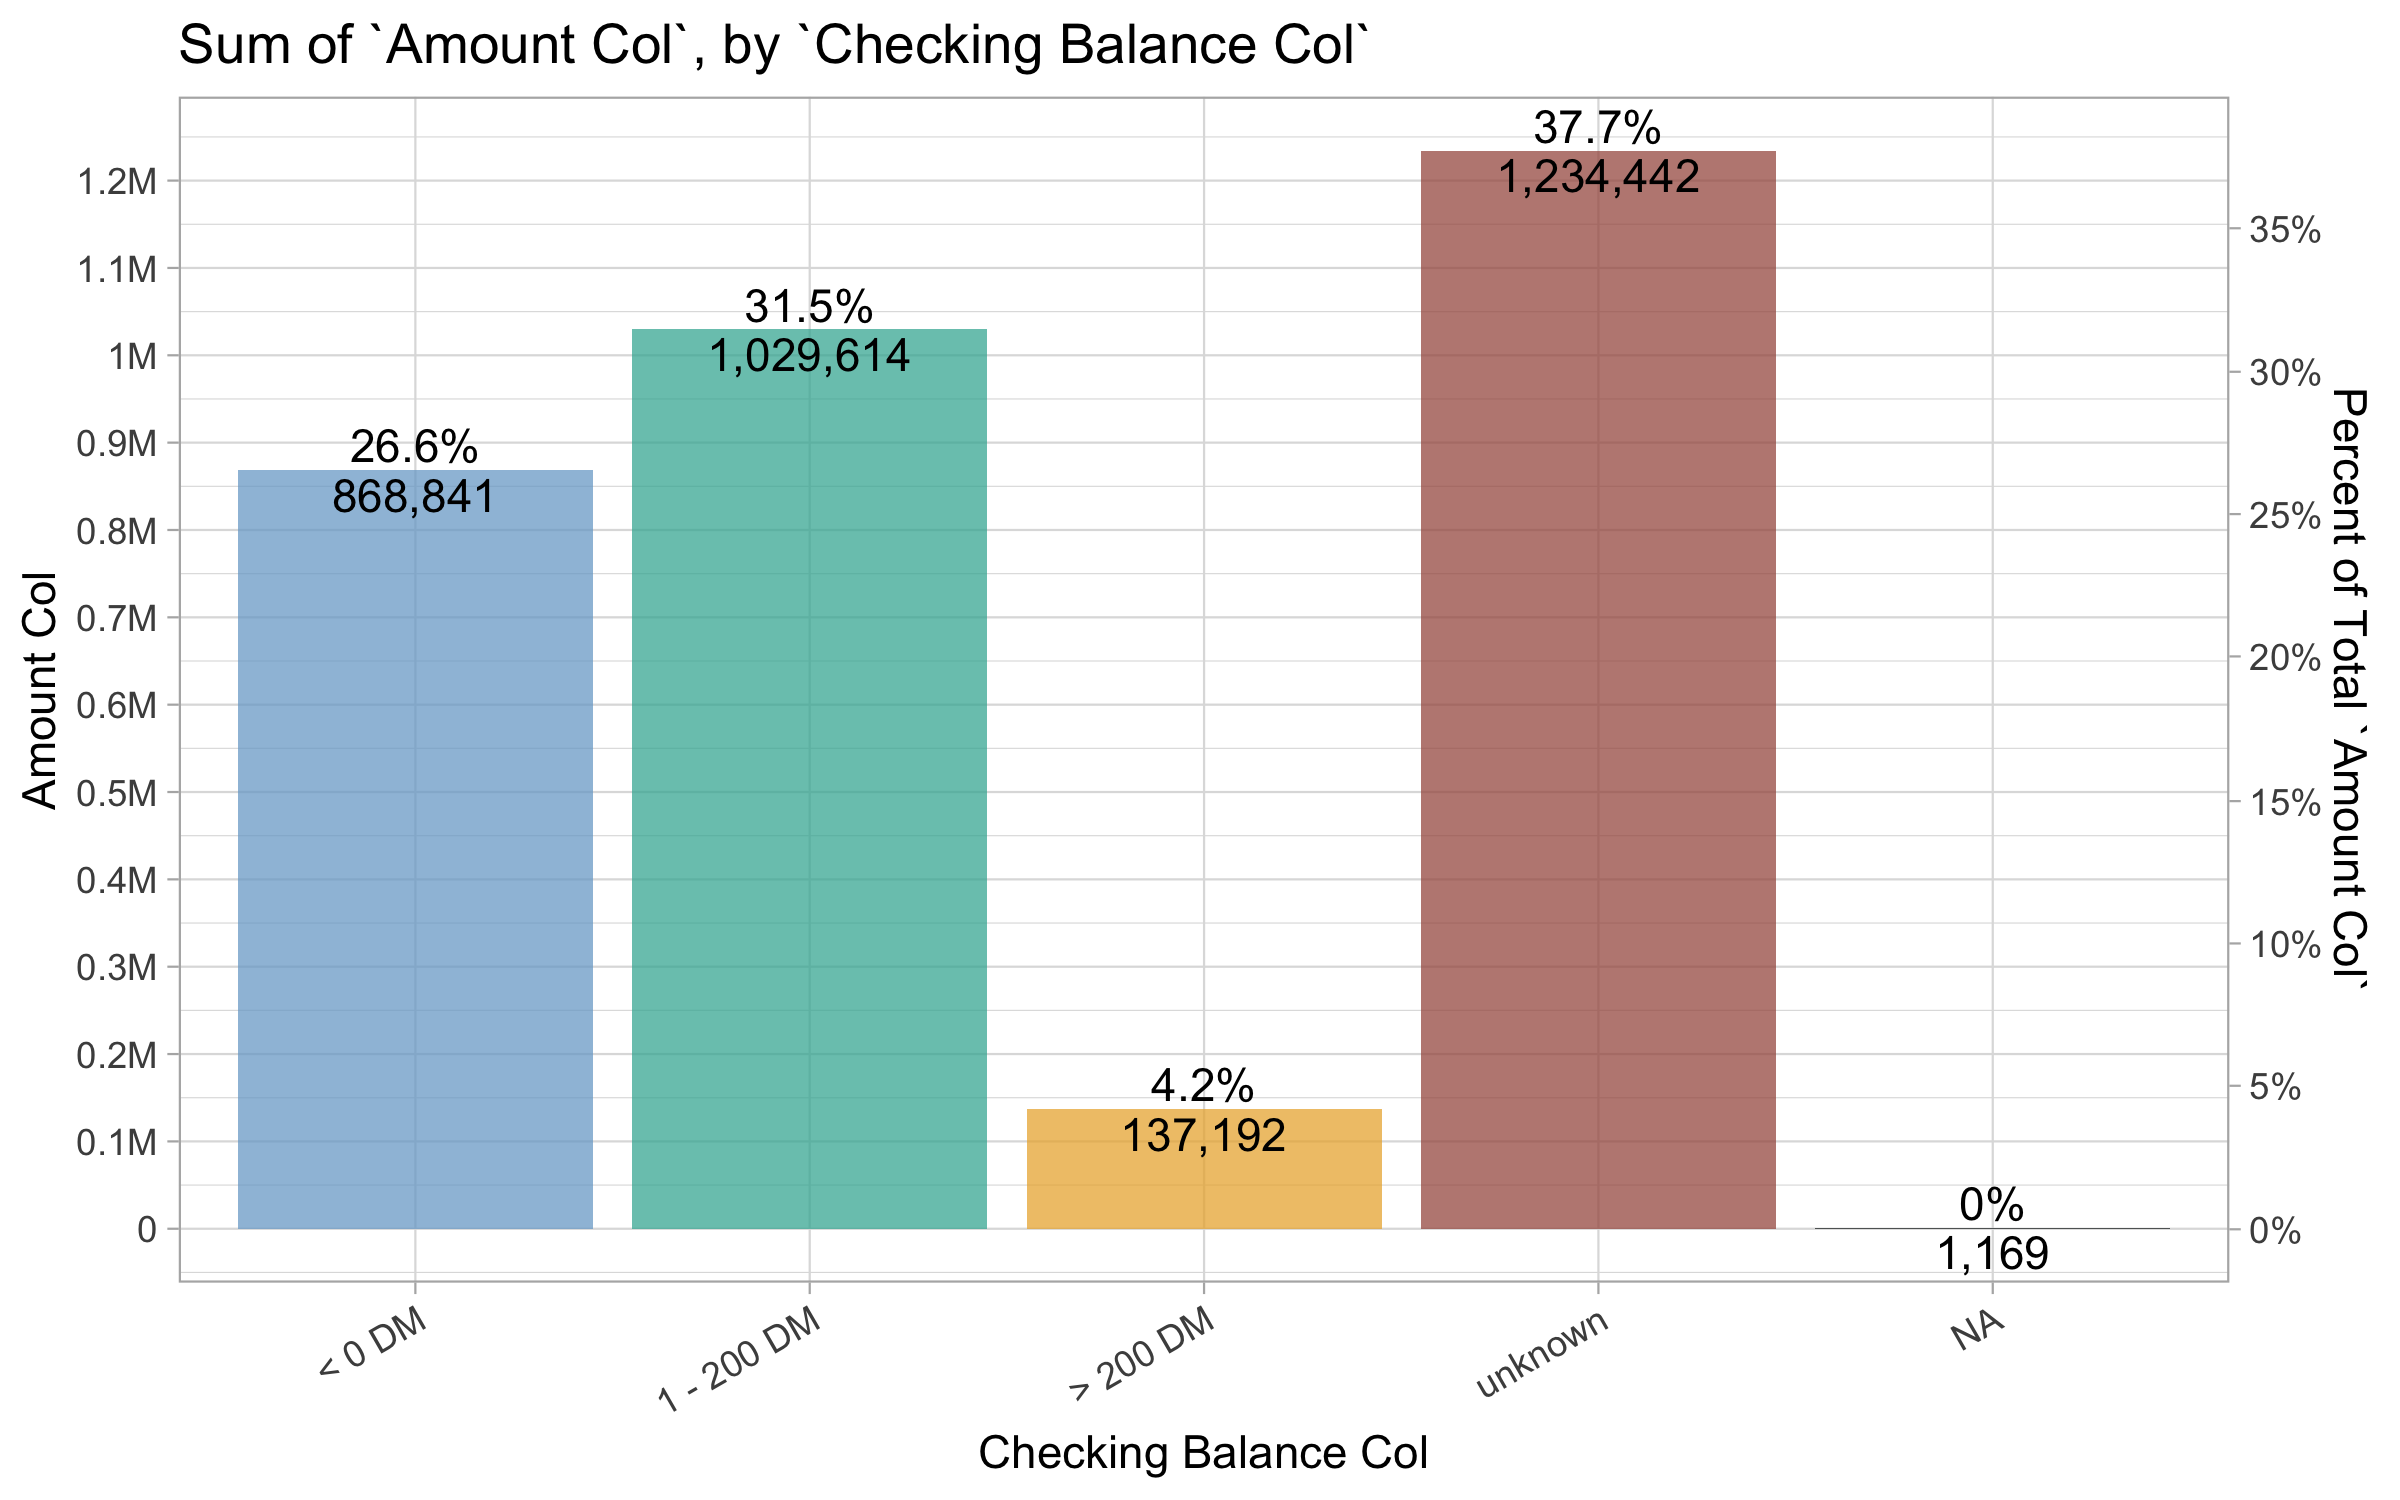 Sum of `Amount Col`, by `Checking Balance Col`
37.7%
1,234,442
31.5%
1,029,614
26.6%
868,841
4.2%
137,192
0%
1,169
1.2M
1.1M
1M
0.9M
0.8M
0.7M
0.6M
0.5M
0.4M
0.3M
0.2M
0.1M
0
Amount Col
35%
30%
25%
20%
15%
10%
5%
0%
Percent of Total `Amount Col`
< 0 DM
1 - 200 DM
> 200 DM
unknown
NA
Checking Balance Col